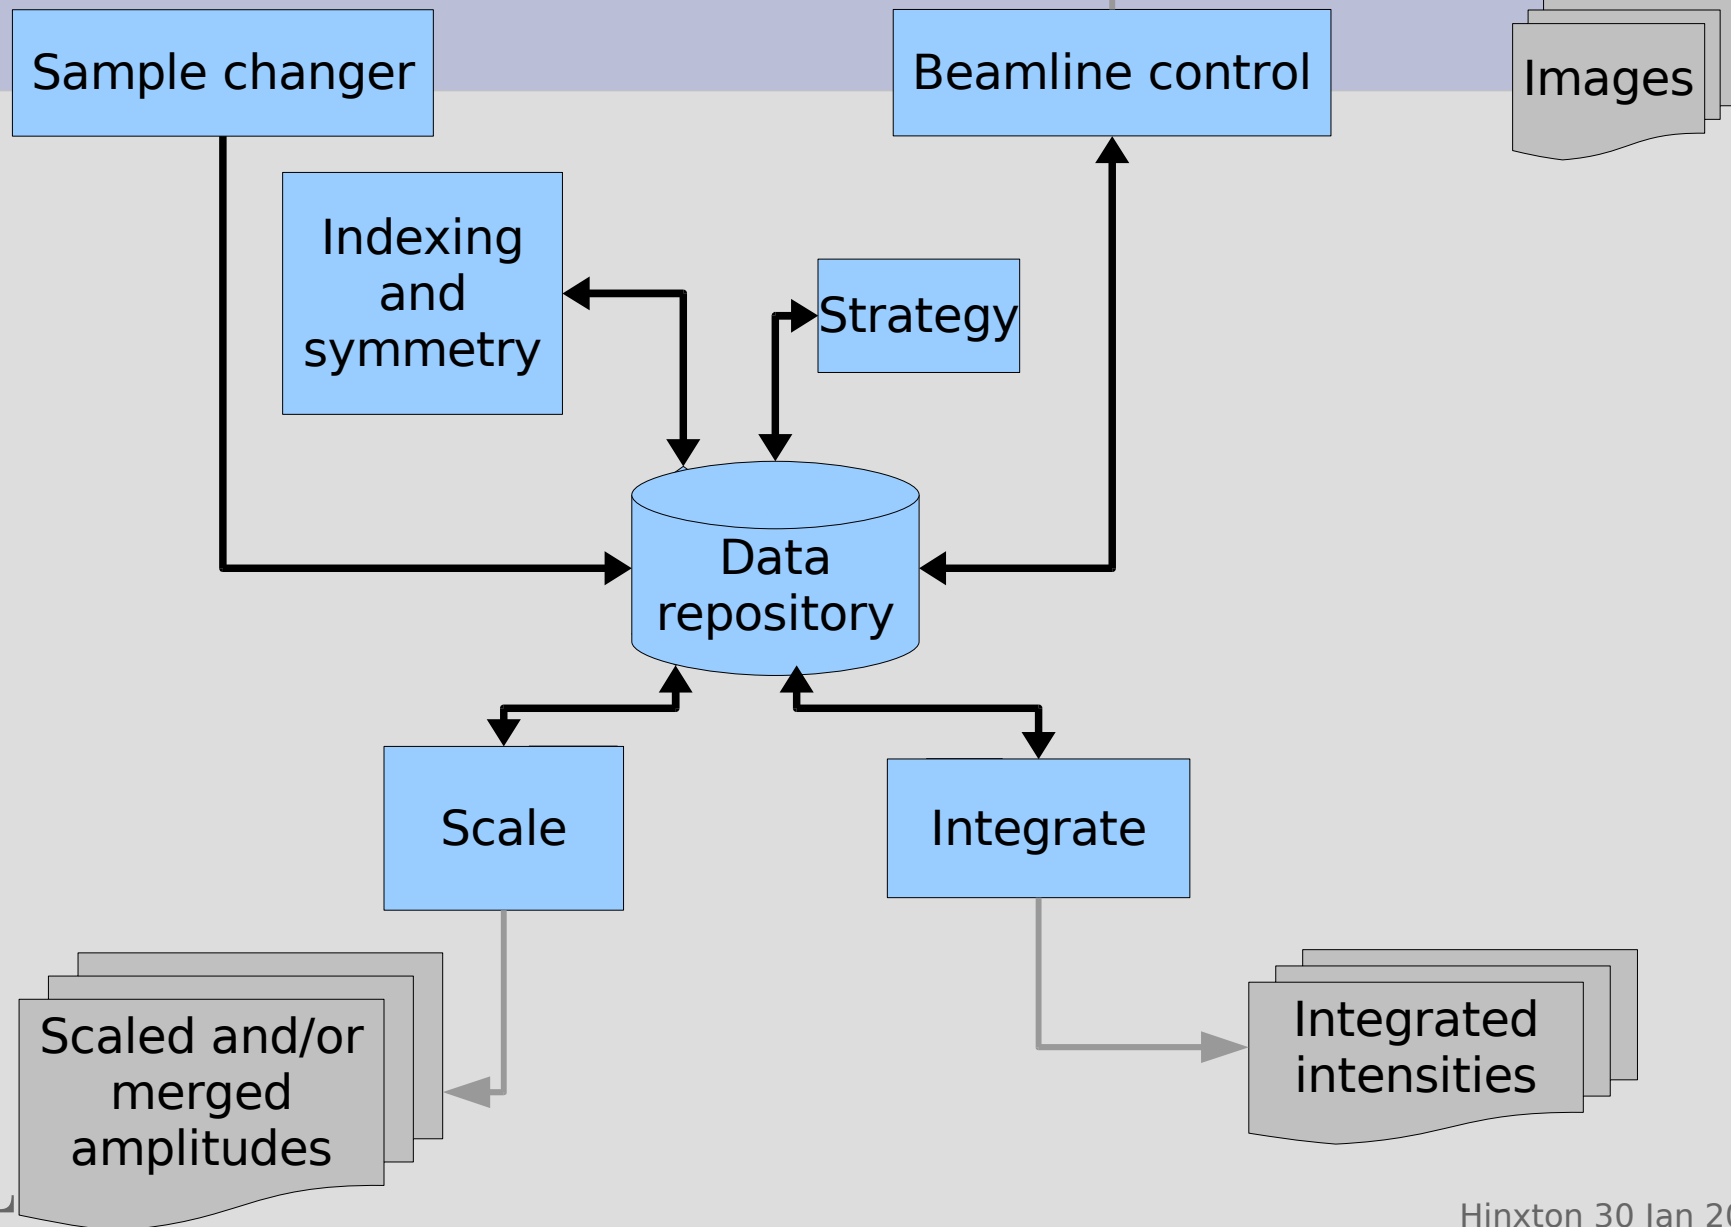 Sample changer
Beamline control
Images
Indexing
and
symmetry
Strategy
Data
repository
Scale
Integrate
Scaled and/or
merged
amplitudes
Integrated
intensities
Hinxton 30 Jan